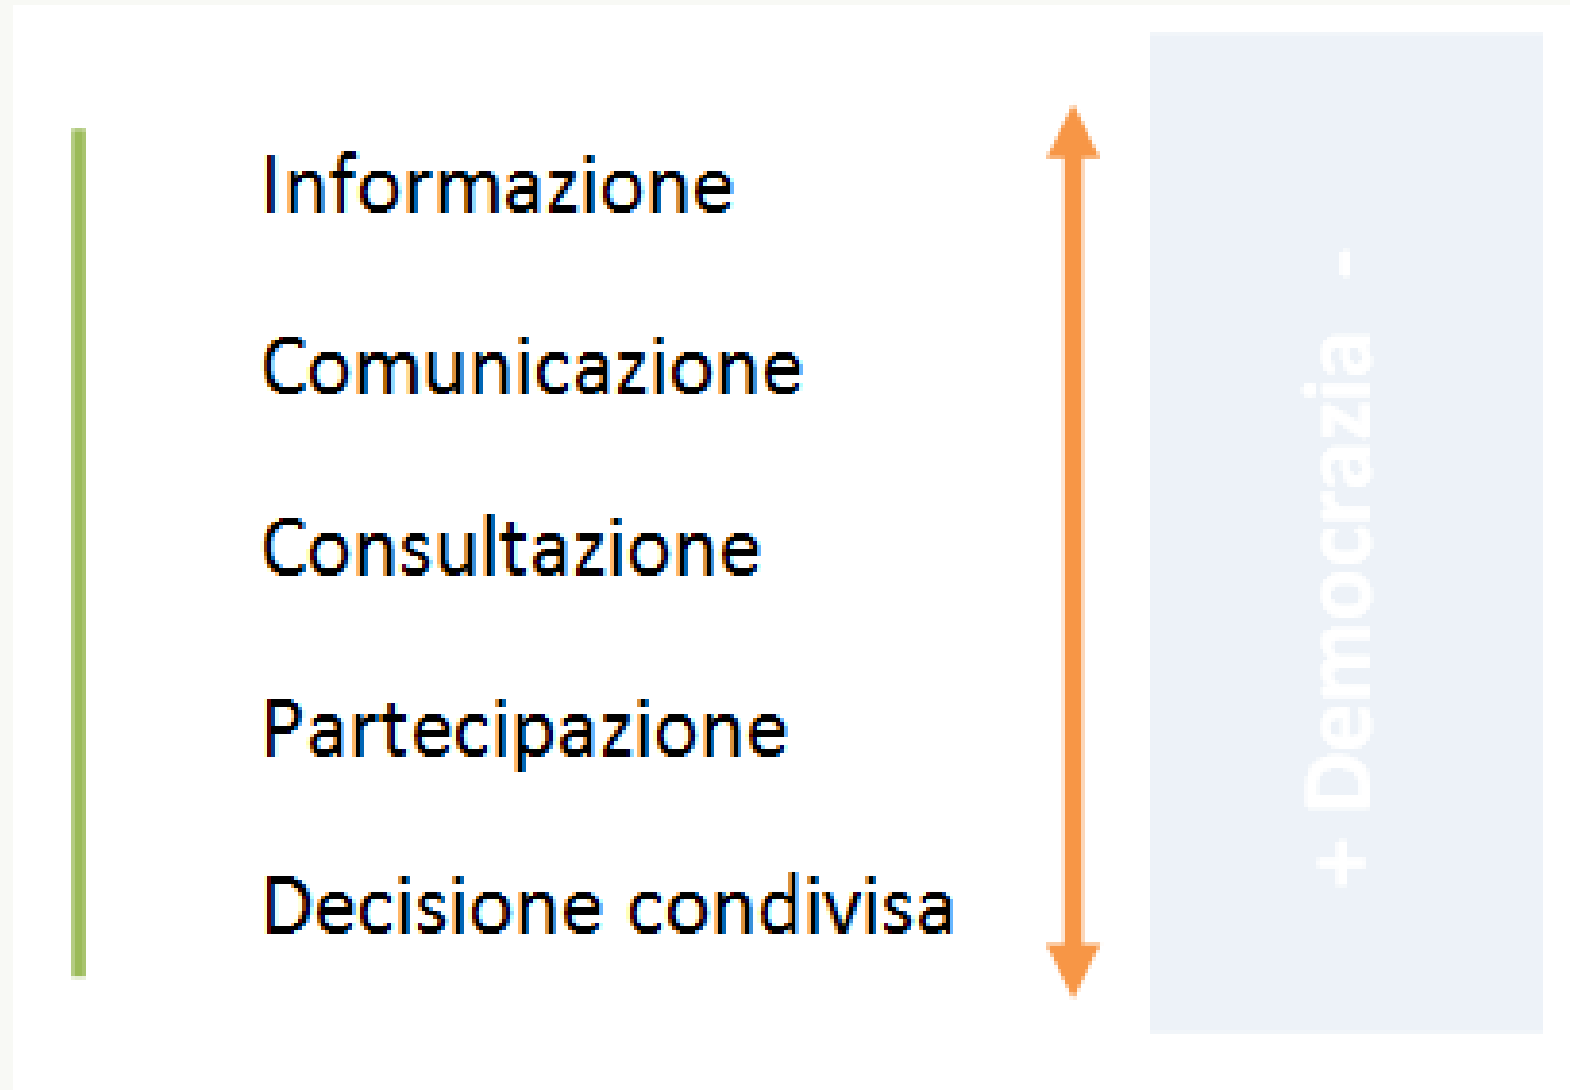 Informazione
Comunicazione
Consultazione
Partecipazione
Decisione condivisa
+ Democrazia -